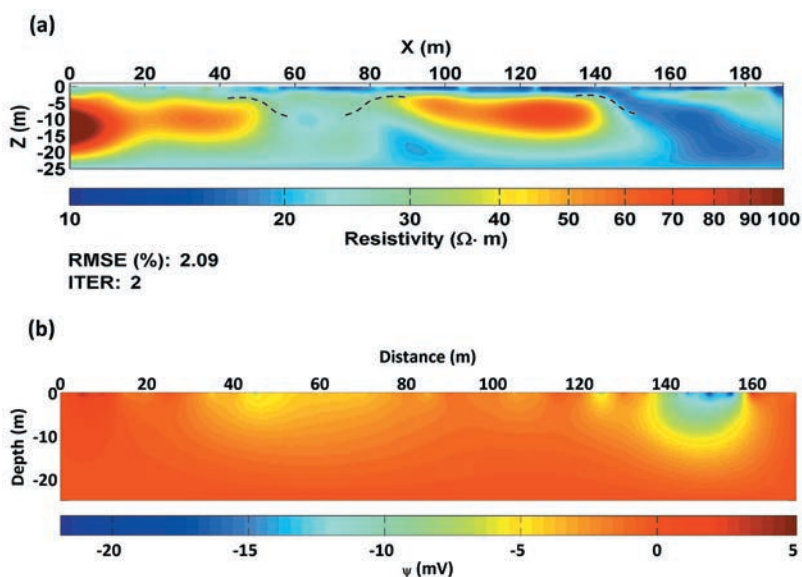 (a)
X (m)
0 20 40 60 80 100 120 140 160 180
Z (m)
0
-5
-10
-15
-20
-25
10 20 30 40 50 60 70 80 90 100
Resistivity (Ω· m)
RMSE (%): 2.09
ITER: 2
(b)
Distance (m)
0 20 40 60 80 100 120 140 160
Depth (m)
0
-10
-20
-20 -15 -10 -5 0 5
ψ (mV)